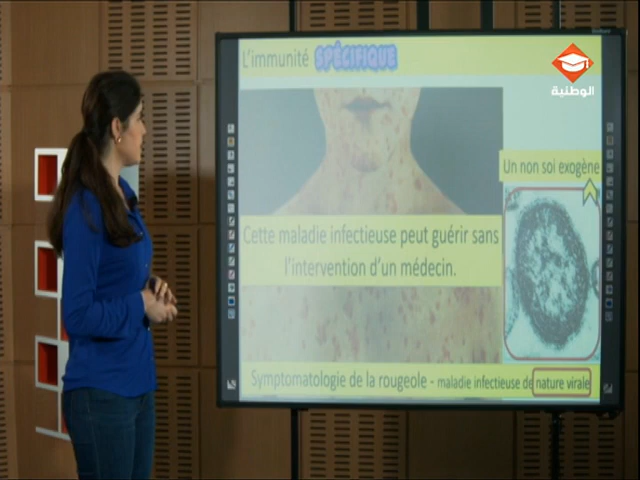 L'immunité SPÉCIFIQUE
الوطنية
Un non soi exogène
Cette maladie infectieuse peut guérir sans
l'intervention d'un médecin.
Symptomatologie de la rougeole - maladie infectieuse de nature virale